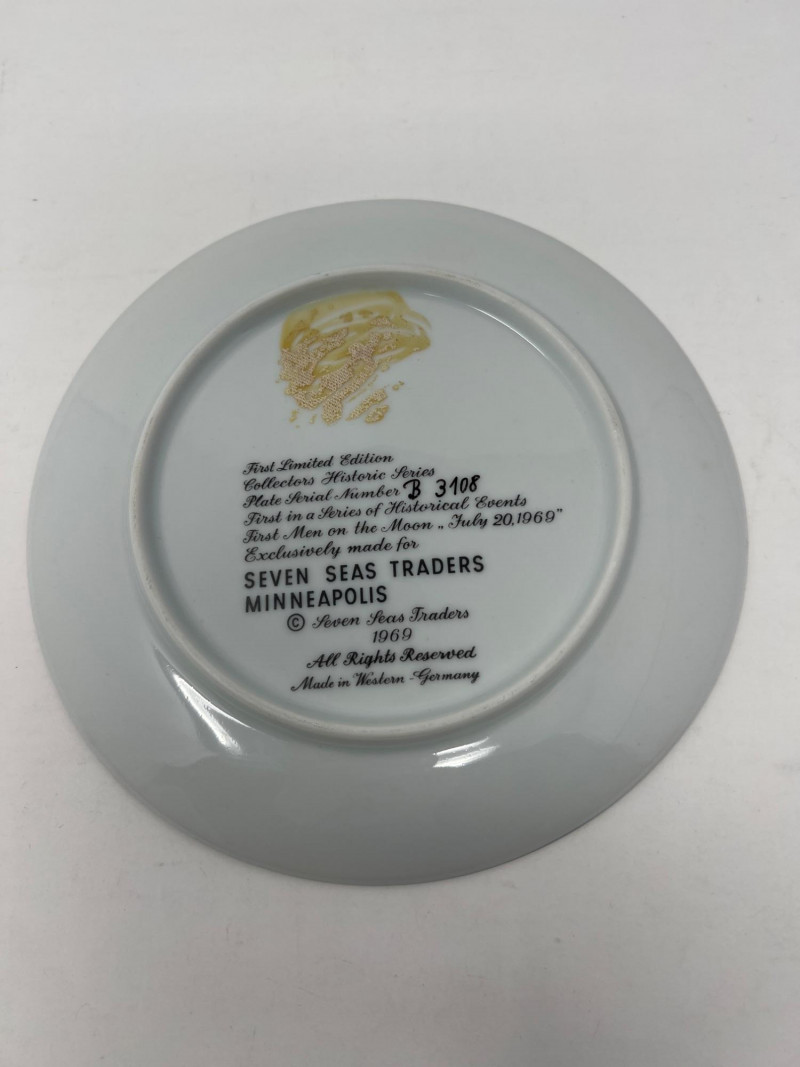 First Limited Edition
Collectors Historic Series
Plate Serial Number B 3108
First in a Series of Historical Events
First Men on the Moon „ July 20,1969”
Exclusively made for
SEVEN SEAS TRADERS
MINNEAPOLIS
© Seven Seas Traders
1969
All Rights Reserved
Made in Western-Germany